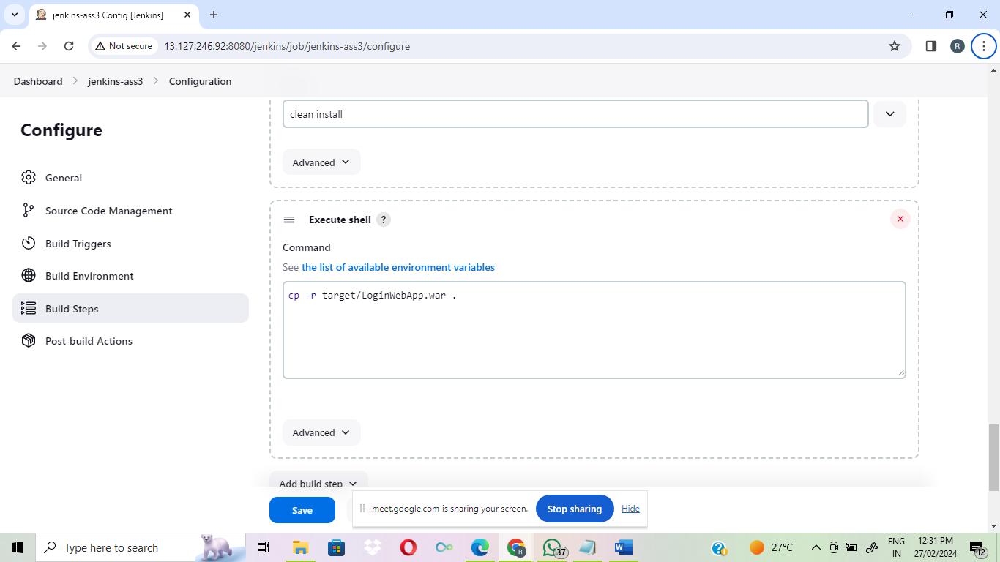 jenkins-ass3 Config [Jenkins]
Not secure
13.127.246.92:8080/jenkins/job/jenkins-ass3/configure
R
Dashboard
jenkins-ass3
Configuration
Configure
General
Source Code Management
Build Triggers
Build Environment
Build Steps
Post-build Actions
clean install
Advanced
Execute shell ?
Command
See the list of available environment variables
cp -r target/LoginWebApp.war .
Advanced
Add build step
Save
meet.google.com is sharing your screen.
Stop sharing
Hide
Type here to search
R
37
27°C
ENG
IN
12:31 PM
27/02/2024
12